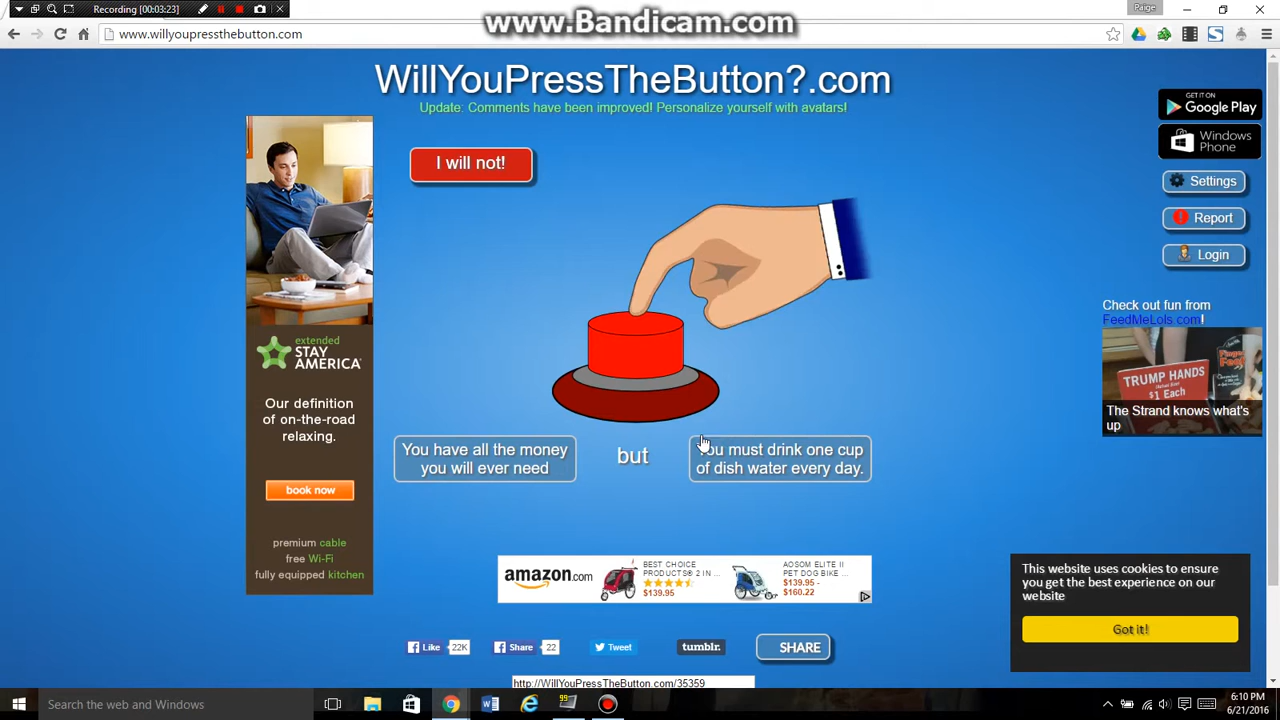 Recording [00:03:23]
www.Bandicam.com
Paige
www.willyoupressthebutton.com
WillYouPressTheButton?.com
Update: Comments have been improved! Personalize yourself with avatars!
I will not!
GET IT ON
Google Play
Windows
Phone
Settings
Report
Login
Check out fun from
FeedMeLols.com!
TRUMP HANDS
$1 Each
The Strand knows what's
up
extended
STAY
AMERICA
Our definition
of on-the-road
relaxing.
book now
premium cable
free Wi-Fi
fully equipped kitchen
You have all the money
you will ever need
but
You must drink one cup
of dish water every day.
amazon.com
BEST CHOICE
PRODUCTS® 2 IN ...
$139.95
AOSOM ELITE II
PET DOG BIKE ...
$139.95 -
$160.22
This website uses cookies to ensure
you get the best experience on our
website
Got it!
Like 22K
Share 22
Tweet
tumblr.
SHARE
http://WillYouPressTheButton.com/35359
Search the web and Windows
6:10 PM
6/21/2016